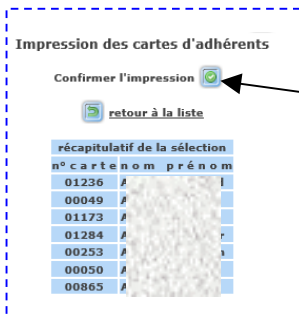 Impression des cartes d'adhérents
Confirmer l'impression
retour à la liste
récapitulatif de la sélection
n° carte nom prénom
01236 A
00049 A
01173 A
01284 A r
00253 A
00050 A
00865 A